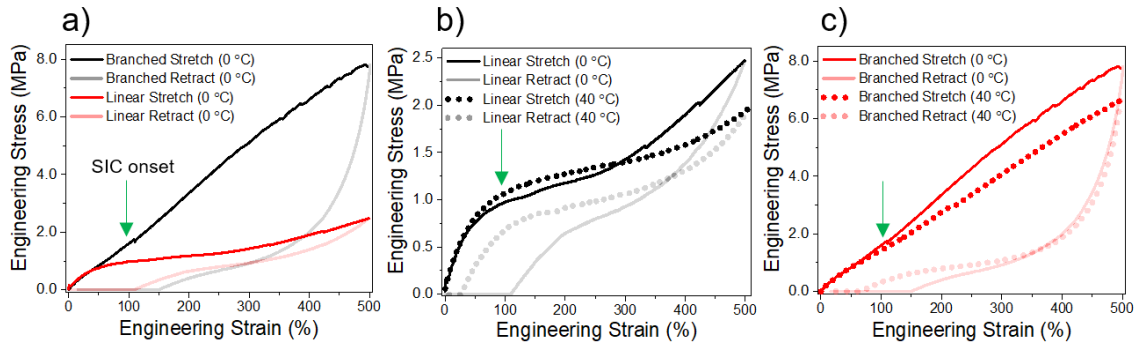 a)
Engineering Stress (MPa)
8.0
6.0
4.0
2.0
0.0
Branched Stretch (0 °C)
Branched Retract (0 °C)
Linear Stretch (0 °C)
Linear Retract (0 °C)
SIC onset
0 100 200 300 400 500
Engineering Strain (%)
b)
Engineering Stress (MPa)
2.5
2.0
1.5
1.0
0.5
0.0
Linear Stretch (0 °C)
Linear Retract (0 °C)
Linear Stretch (40 °C)
Linear Retract (40 °C)
0 100 200 300 400 500
Engineering Strain (%)
c)
Engineering Stress (MPa)
8.0
6.0
4.0
2.0
0.0
Branched Stretch (0 °C)
Branched Retract (0 °C)
Branched Stretch (40 °C)
Branched Retract (40 °C)
0 100 200 300 400 500
Engineering Strain (%)